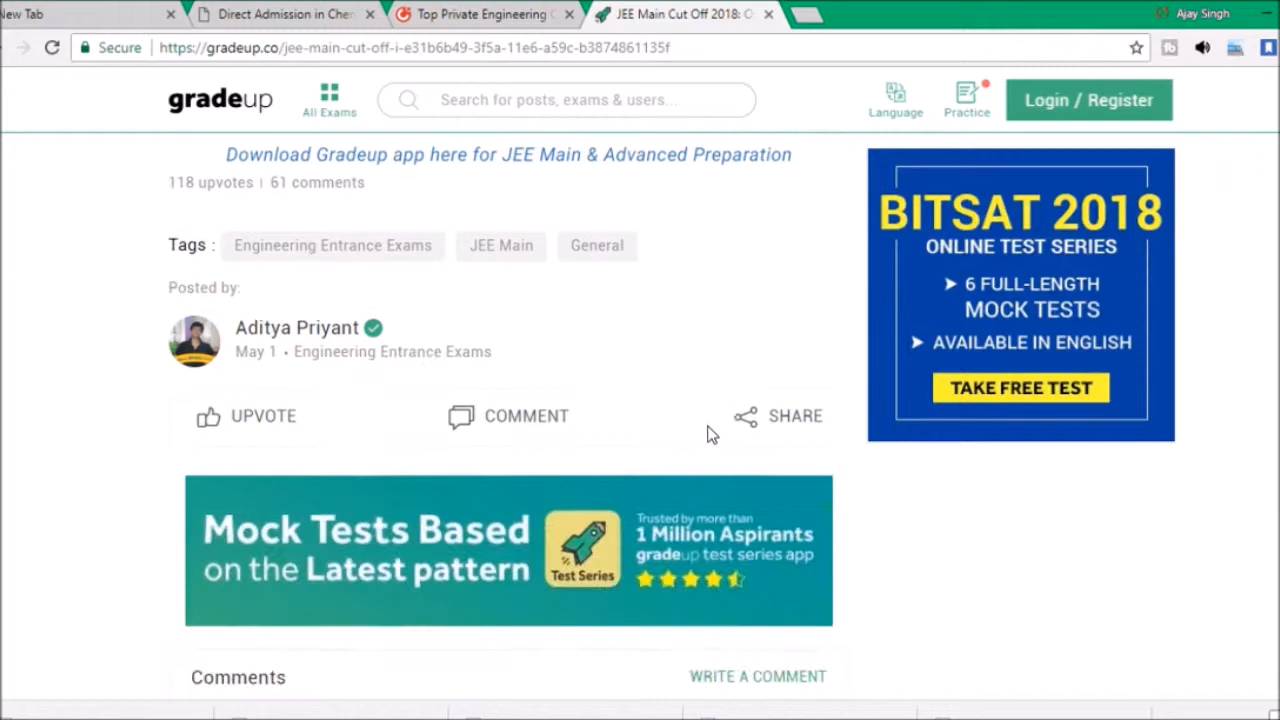 New Tab
Direct Admission in Chen
Top Private Engineering C
JEE Main Cut Off 2018: O
Ajay Singh
Secure
https://gradeup.co/jee-main-cut-off-i-e31b6b49-3f5a-11e6-a59c-b3874861135f
gradeup
All Exams
Search for posts, exams & users...
Language
Practice
Login / Register
Download Gradeup app here for JEE Main & Advanced Preparation
118 upvotes | 61 comments
Tags :
Engineering Entrance Exams
JEE Main
General
Posted by:
Aditya Priyant
May 1 • Engineering Entrance Exams
UPVOTE
COMMENT
SHARE
BITSAT 2018
ONLINE TEST SERIES
➤ 6 FULL-LENGTH
MOCK TESTS
➤ AVAILABLE IN ENGLISH
TAKE FREE TEST
Mock Tests Based
on the Latest pattern
Test Series
Trusted by more than
1 Million Aspirants
gradeup test series app
Comments
WRITE A COMMENT